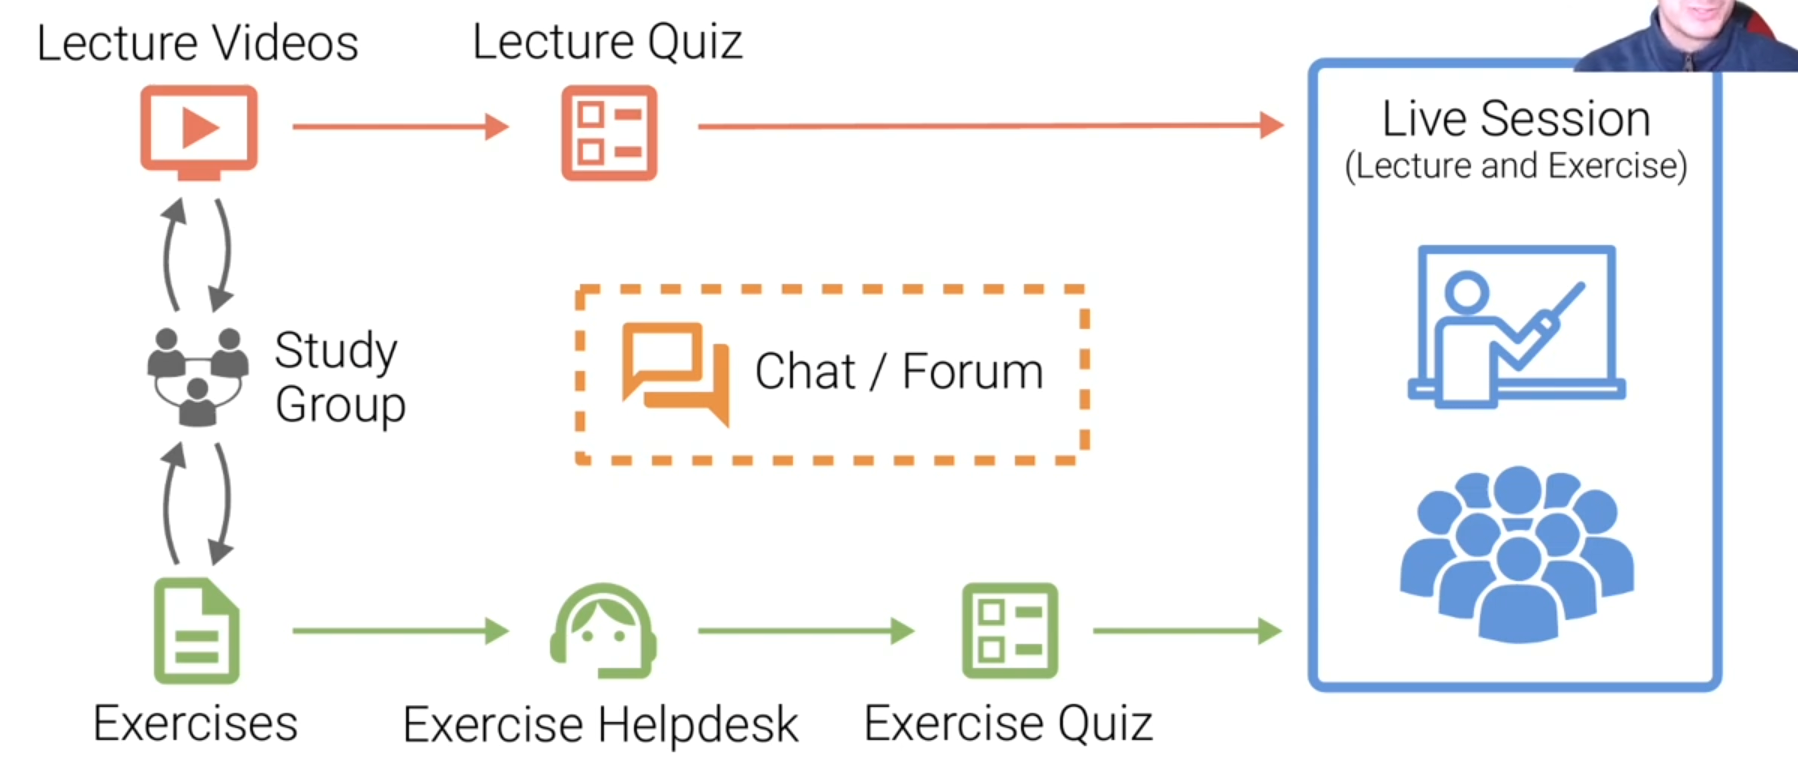 Lecture Videos
Lecture Quiz
Live Session
(Lecture and Exercise)
Study
Group
Chat / Forum
Exercises
Exercise Helpdesk
Exercise Quiz